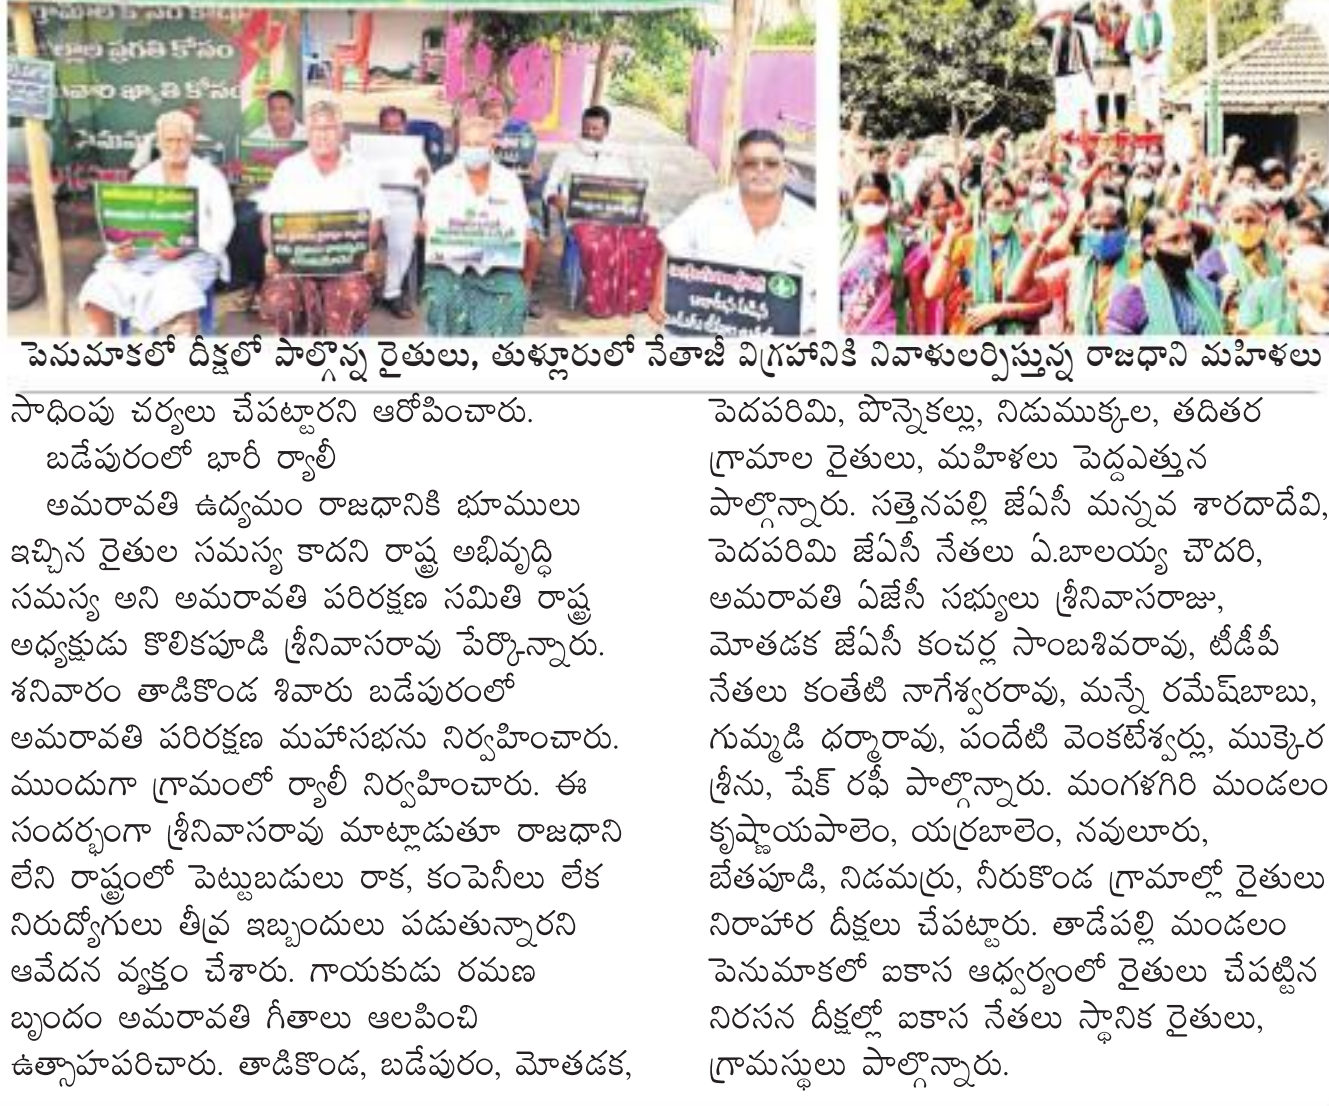 ల్లాల ప్రగతి కోసం
వారి ఖ్యాతి కోసం
పెనుమాకలో దీక్షలో పాల్గొన్న రైతులు, తుళ్లూరులో నేతాజీ విగ్రహానికి నివాళులర్పిస్తున్న రాజధాని మహిళలు
సాధింపు చర్యలు చేపట్టారని ఆరోపించారు.
బడేపురంలో భారీ ర్యాలీ
అమరావతి ఉద్యమం రాజధానికి భూములు
ఇచ్చిన రైతుల సమస్య కాదని రాష్ట్ర అభివృద్ధి
సమస్య అని అమరావతి పరిరక్షణ సమితి రాష్ట్ర
అధ్యక్షుడు కొలికపూడి శ్రీనివాసరావు పేర్కొన్నారు.
శనివారం తాడికొండ శివారు బడేపురంలో
అమరావతి పరిరక్షణ మహాసభను నిర్వహించారు.
ముందుగా గ్రామంలో ర్యాలీ నిర్వహించారు. ఈ
సందర్భంగా శ్రీనివాసరావు మాట్లాడుతూ రాజధాని
లేని రాష్ట్రంలో పెట్టుబడులు రాక, కంపెనీలు లేక
నిరుద్యోగులు తీవ్ర ఇబ్బందులు పడుతున్నారని
ఆవేదన వ్యక్తం చేశారు. గాయకుడు రమణ
బృందం అమరావతి గీతాలు ఆలపించి
ఉత్సాహపరిచారు. తాడికొండ, బడేపురం, మోతడక,
పెదపరిమి, పొన్నెకల్లు, నిడుముక్కల, తదితర
గ్రామాల రైతులు, మహిళలు పెద్దఎత్తున
పాల్గొన్నారు. సత్తెనపల్లి జేఏసీ మన్నవ శారదాదేవి,
పెదపరిమి జేఏసీ నేతలు ఏ.బాలయ్య చౌదరి,
అమరావతి ఏజేసీ సభ్యులు శ్రీనివాసరాజు,
మోతడక జేఏసీ కంచర్ల సాంబశివరావు, టీడీపీ
నేతలు కంతేటి నాగేశ్వరరావు, మన్నే రమేష్‌బాబు,
గుమ్మడి ధర్మారావు, పందేటి వెంకటేశ్వర్లు, ముక్కెర
శ్రీను, షేక్ రఫీ పాల్గొన్నారు. మంగళగిరి మండలం
కృష్ణాయపాలెం, యర్రబాలెం, నవులూరు,
బేతపూడి, నిడమర్రు, నీరుకొండ గ్రామాల్లో రైతులు
నిరాహార దీక్షలు చేపట్టారు. తాడేపల్లి మండలం
పెనుమాకలో ఐకాస ఆధ్వర్యంలో రైతులు చేపట్టిన
నిరసన దీక్షల్లో ఐకాస నేతలు స్థానిక రైతులు,
గ్రామస్థులు పాల్గొన్నారు.